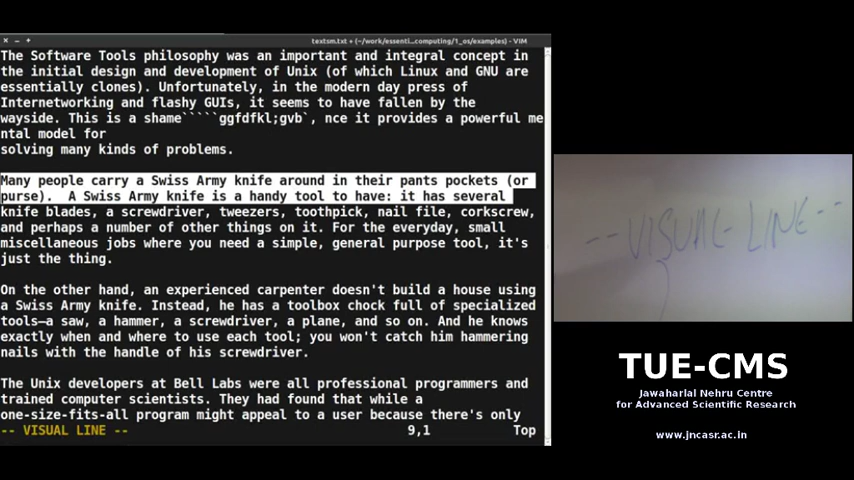 textsm.txt + (~/work/essenti...computing/1_os/examples) - VIM
The Software Tools philosophy was an important and integral concept in
the initial design and development of Unix (of which Linux and GNU are
essentially clones). Unfortunately, in the modern day press of
Internetworking and flashy GUIs, it seems to have fallen by the
wayside. This is a shame`````ggfdfkl;gvb`, nce it provides a powerful me
ntal model for
solving many kinds of problems.
Many people carry a Swiss Army knife around in their pants pockets (or
purse).  A Swiss Army knife is a handy tool to have: it has several
knife blades, a screwdriver, tweezers, toothpick, nail file, corkscrew,
and perhaps a number of other things on it. For the everyday, small
miscellaneous jobs where you need a simple, general purpose tool, it's
just the thing.
On the other hand, an experienced carpenter doesn't build a house using
a Swiss Army knife. Instead, he has a toolbox chock full of specialized
tools—a saw, a hammer, a screwdriver, a plane, and so on. And he knows
exactly when and where to use each tool; you won't catch him hammering
nails with the handle of his screwdriver.
The Unix developers at Bell Labs were all professional programmers and
trained computer scientists. They had found that while a
one-size-fits-all program might appeal to a user because there's only
-- VISUAL LINE -- 9,1 Top
-- VISUAL LINE --
TUE-CMS
Jawaharlal Nehru Centre
for Advanced Scientific Research
www.jncasr.ac.in